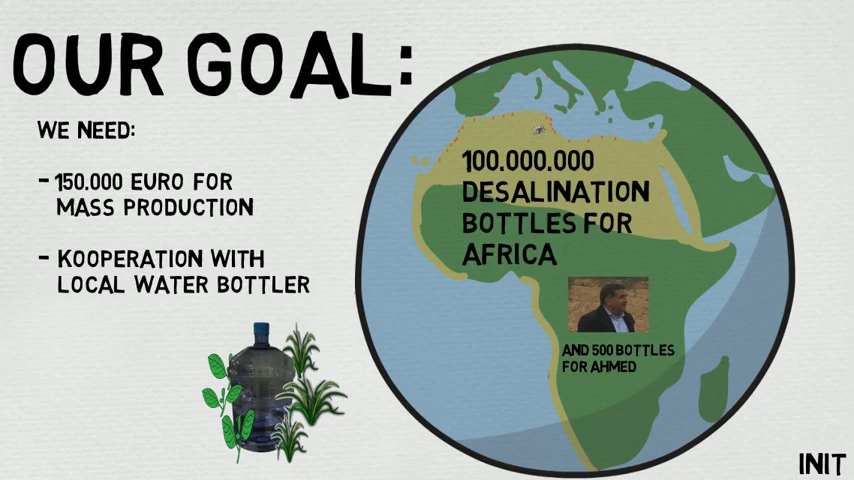 OUR GOAL:
WE NEED:
- 150.000 EURO FOR
MASS PRODUCTION
- KOOPERATION WITH
LOCAL WATER BOTTLER
100.000.000
DESALINATION
BOTTLES FOR
AFRICA
AND 500 BOTTLES
FOR AHMED
INIT